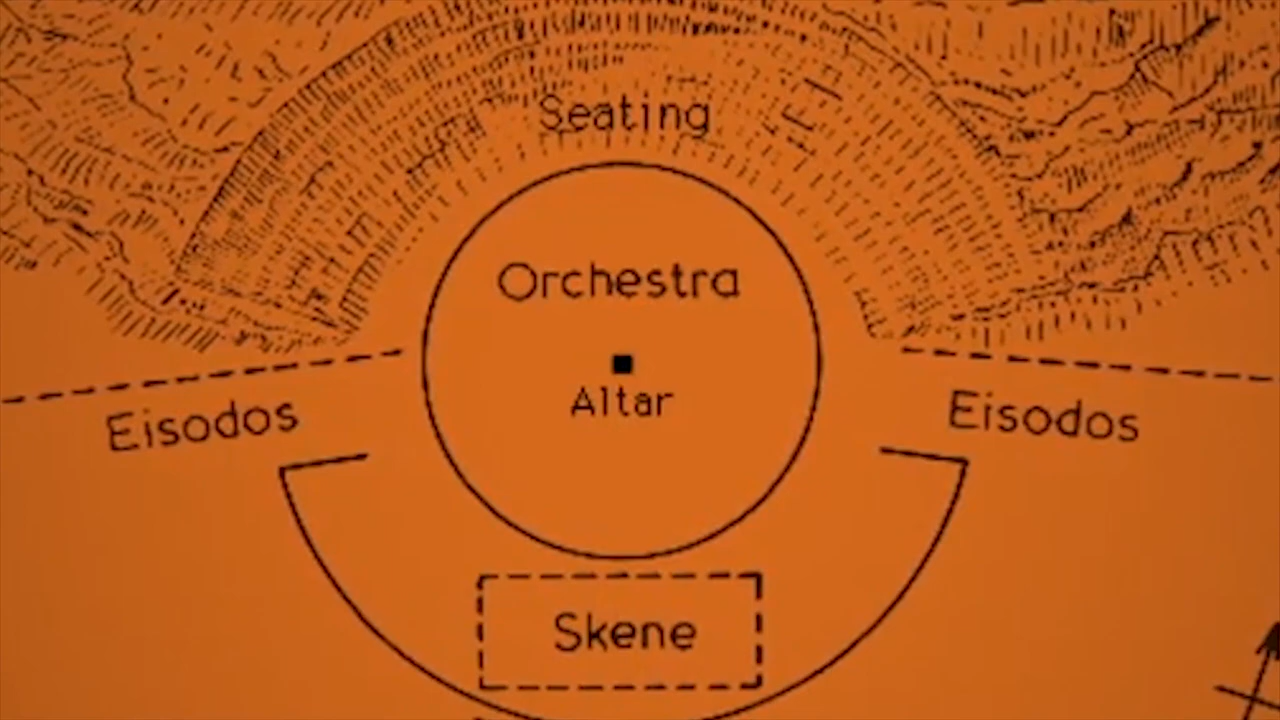 Seating
Orchestra
Altar
Eisodos
Eisodos
Skene